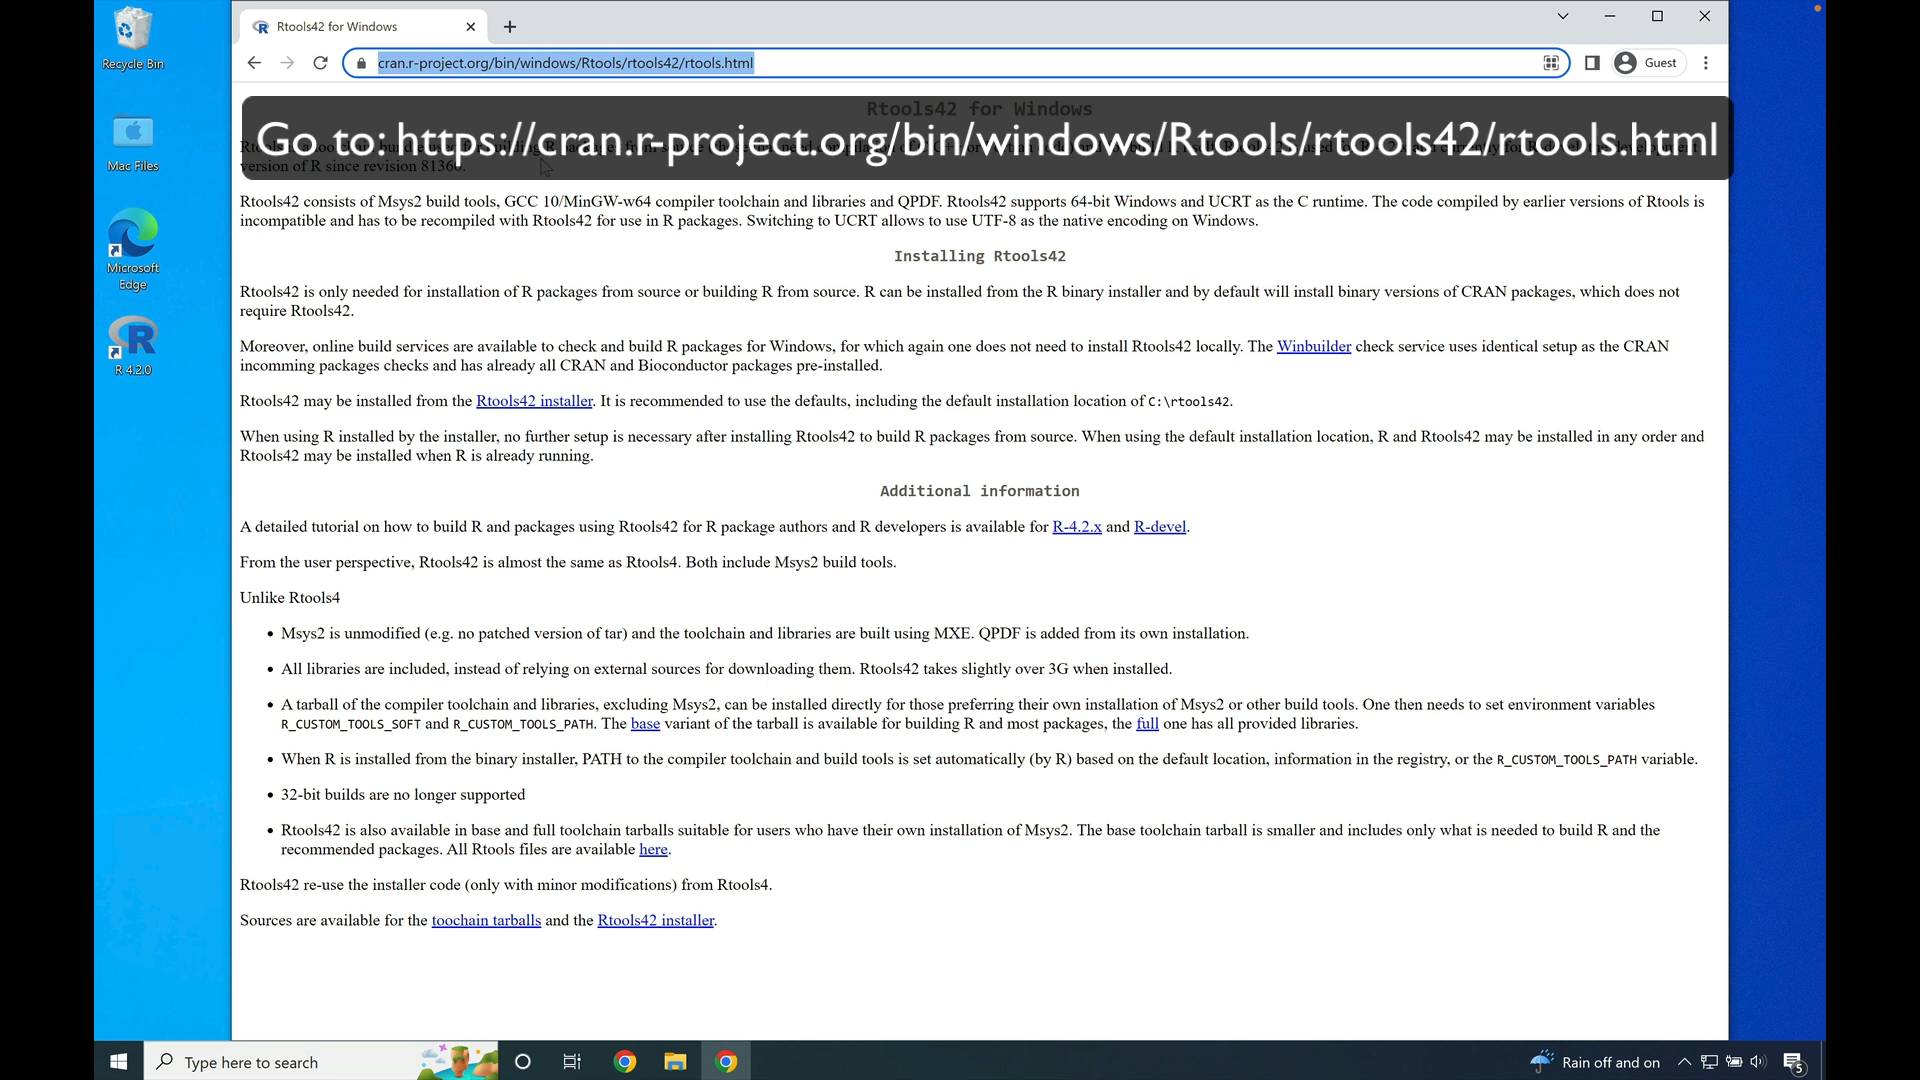 Recycle Bin
Mac Files
Microsoft
Edge
R 4.2.0
Rtools42 for Windows
cran.r-project.org/bin/windows/Rtools/rtools42/rtools.html
Guest
Rtools42 for Windows
Go to: https://cran.r-project.org/bin/windows/Rtools/rtools42/rtools.html
version of R since revision 81360.
Rtools42 consists of Msys2 build tools, GCC 10/MinGW-w64 compiler toolchain and libraries and QPDF. Rtools42 supports 64-bit Windows and UCRT as the C runtime. The code compiled by earlier versions of Rtools is
incompatible and has to be recompiled with Rtools42 for use in R packages. Switching to UCRT allows to use UTF-8 as the native encoding on Windows.
Installing Rtools42
Rtools42 is only needed for installation of R packages from source or building R from source. R can be installed from the R binary installer and by default will install binary versions of CRAN packages, which does not
require Rtools42.
Moreover, online build services are available to check and build R packages for Windows, for which again one does not need to install Rtools42 locally. The Winbuilder check service uses identical setup as the CRAN
incomming packages checks and has already all CRAN and Bioconductor packages pre-installed.
Rtools42 may be installed from the Rtools42 installer. It is recommended to use the defaults, including the default installation location of C:\rtools42.
When using R installed by the installer, no further setup is necessary after installing Rtools42 to build R packages from source. When using the default installation location, R and Rtools42 may be installed in any order and
Rtools42 may be installed when R is already running.
Additional information
A detailed tutorial on how to build R and packages using Rtools42 for R package authors and R developers is available for R-4.2.x and R-devel.
From the user perspective, Rtools42 is almost the same as Rtools4. Both include Msys2 build tools.
Unlike Rtools4
• Msys2 is unmodified (e.g. no patched version of tar) and the toolchain and libraries are built using MXE. QPDF is added from its own installation.
• All libraries are included, instead of relying on external sources for downloading them. Rtools42 takes slightly over 3G when installed.
• A tarball of the compiler toolchain and libraries, excluding Msys2, can be installed directly for those preferring their own installation of Msys2 or other build tools. One then needs to set environment variables
R_CUSTOM_TOOLS_SOFT and R_CUSTOM_TOOLS_PATH. The base variant of the tarball is available for building R and most packages, the full one has all provided libraries.
• When R is installed from the binary installer, PATH to the compiler toolchain and build tools is set automatically (by R) based on the default location, information in the registry, or the R_CUSTOM_TOOLS_PATH variable.
• 32-bit builds are no longer supported
• Rtools42 is also available in base and full toolchain tarballs suitable for users who have their own installation of Msys2. The base toolchain tarball is smaller and includes only what is needed to build R and the
recommended packages. All Rtools files are available here.
Rtools42 re-use the installer code (only with minor modifications) from Rtools4.
Sources are available for the toochain tarballs and the Rtools42 installer.
Type here to search
Rain off and on
5